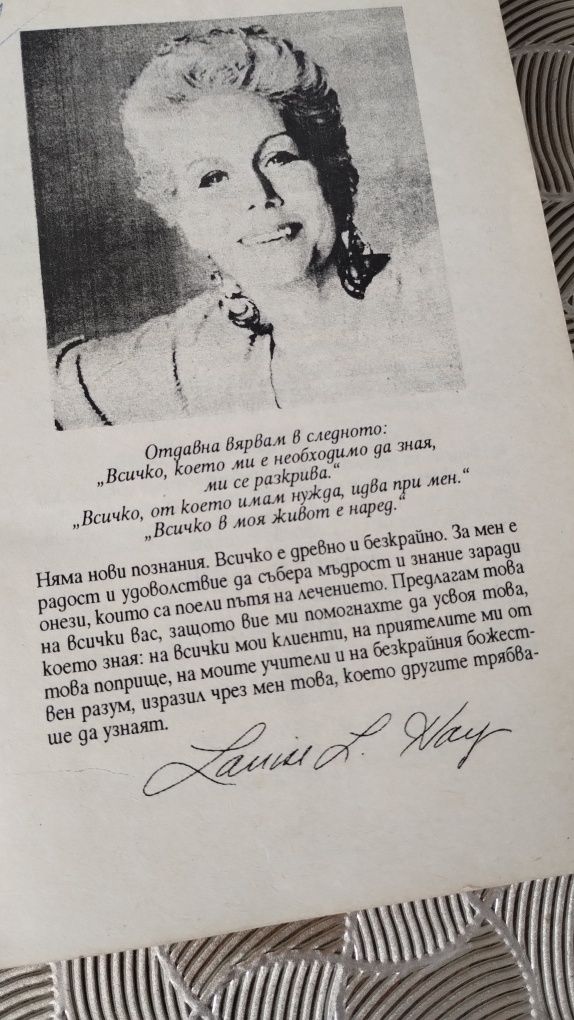 Отдавна вярвам в следното:
„Всичко, което ми е необходимо да зная,
ми се разкрива.“
„Всичко, от което имам нужда, идва при мен.“
„Всичко в моя живот е наред.“
Няма нови познания. Всичко е древно и безкрайно. За мен е
радост и удоволствие да събера мъдрост и знание заради
онези, които са поели пътя на лечението. Предлагам това
на всички вас, защото вие ми помогнахте да усвоя това,
което зная: на всички мои клиенти, на приятелите ми от
това поприще, на моите учители и на безкрайния божест-
вен разум, изразил чрез мен това, което другите трябва-
ше да узнаят.
Louise L. Hay